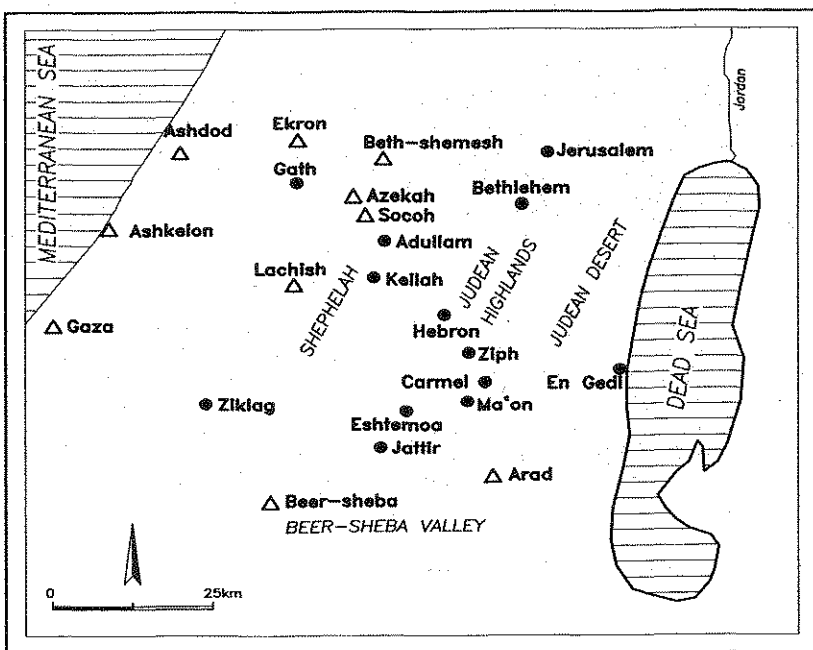 MEDITERRANEAN SEA
Jordan
Ekron
Ashdod
Beth-shemesh
Jerusalem
Gath
Bethlehem
Azekah
Socoh
Ashkelon
Adullam
Lachish
Keilah
SHEPHELAH
JUDEAN
HIGHLANDS
JUDEAN DESERT
DEAD SEA
Gaza
Hebron
Ziph
Carmel
En Gedi
Ziklag
Ma'on
Eshtemoa
Jattir
Arad
Beer-sheba
BEER-SHEBA VALLEY
0 25km